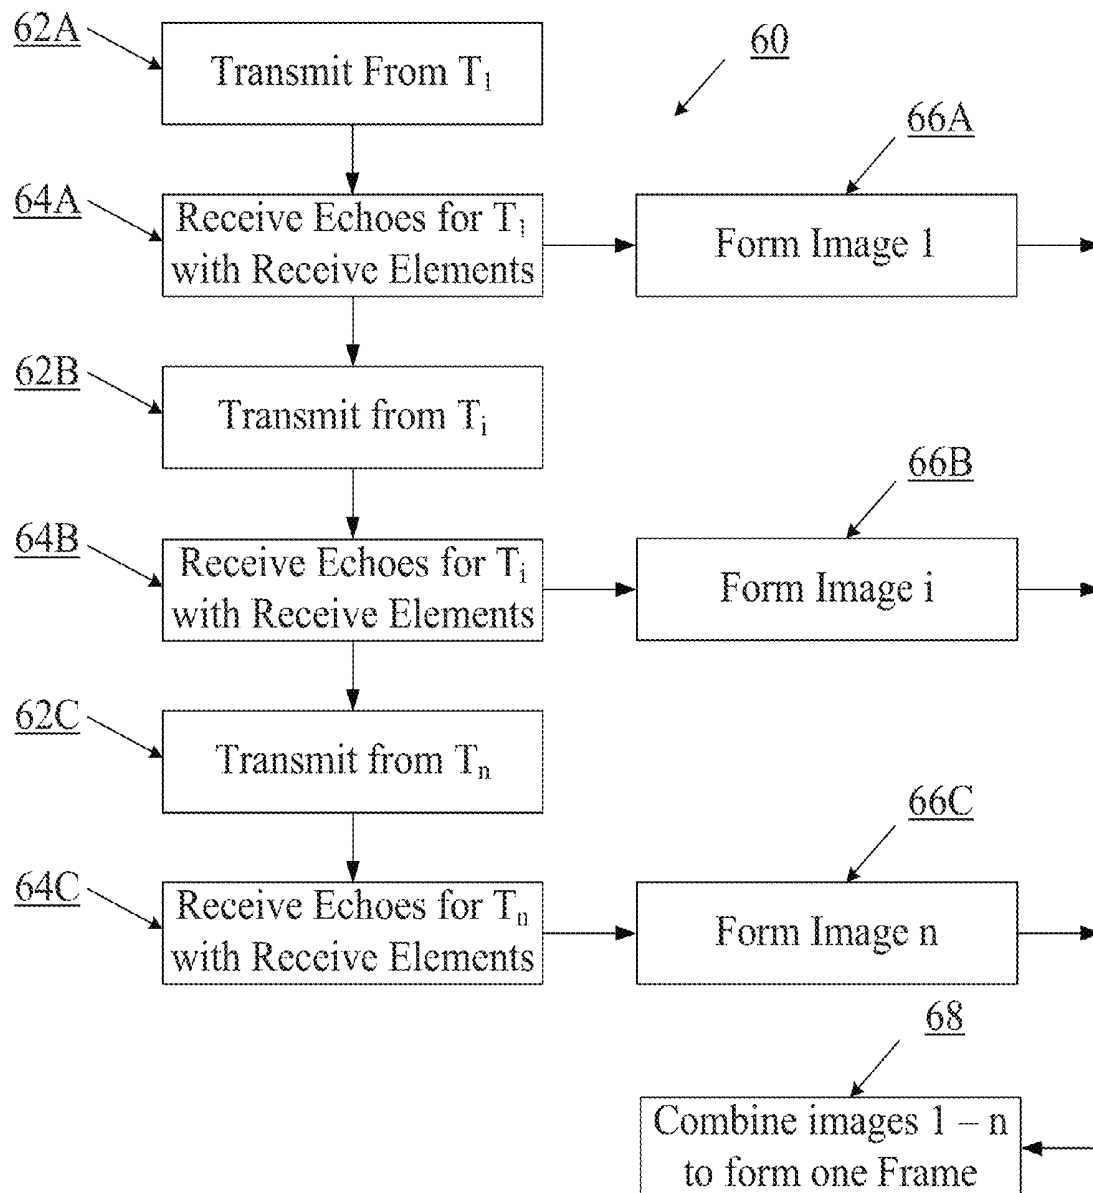 62A
Transmit From T₁
60
66A
64A
Receive Echoes for T₁
with Receive Elements
Form Image 1
62B
Transmit from Tᵢ
66B
64B
Receive Echoes for Tᵢ
with Receive Elements
Form Image i
62C
Transmit from Tₙ
66C
64C
Receive Echoes for Tₙ
with Receive Elements
Form Image n
68
Combine images 1 – n
to form one Frame